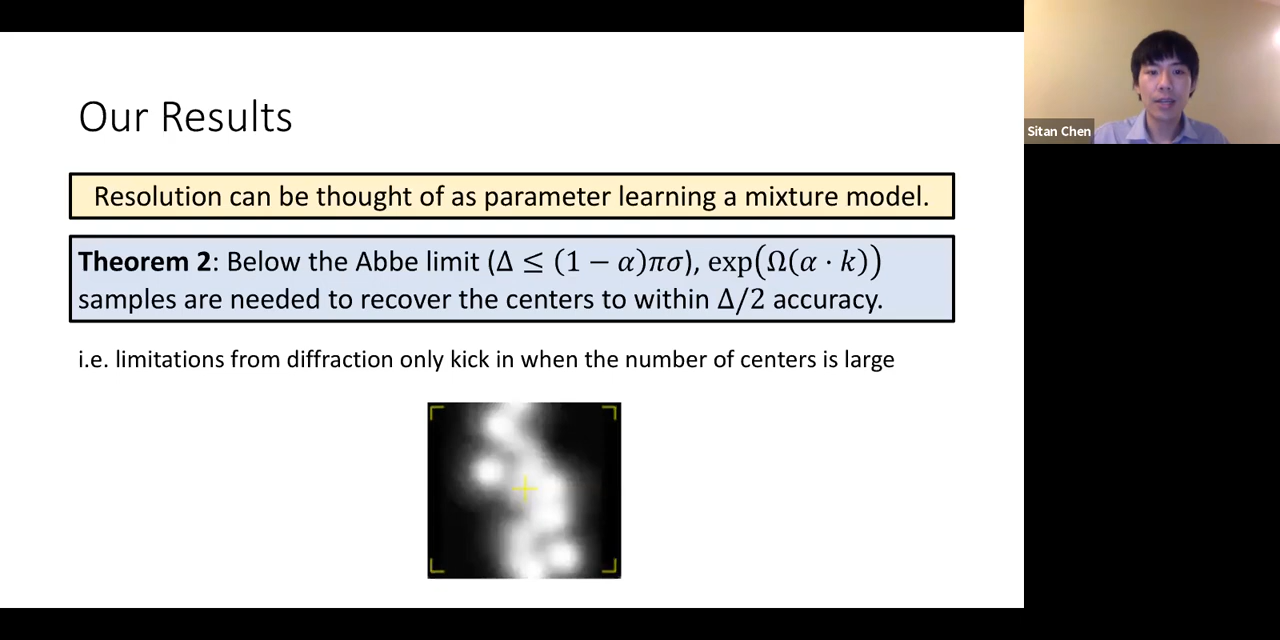 Our Results
Resolution can be thought of as parameter learning a mixture model.
Theorem 2: Below the Abbe limit (Δ ≤ (1 − α)πσ), exp(Ω(α · k))
samples are needed to recover the centers to within Δ/2 accuracy.
i.e. limitations from diffraction only kick in when the number of centers is large
Sitan Chen